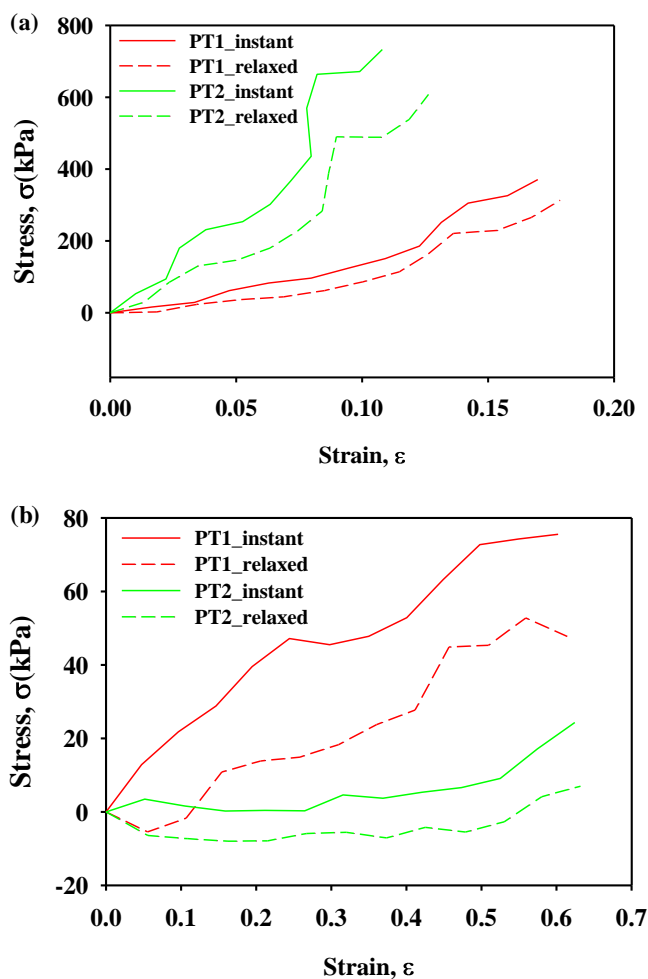 (a)
800
600
400
200
0
PT1_instant
PT1_relaxed
PT2_instant
PT2_relaxed
Stress, σ(kPa)
0.00 0.05 0.10 0.15 0.20
Strain, ε
(b)
80
60
40
20
0
-20
PT1_instant
PT1_relaxed
PT2_instant
PT2_relaxed
Stress, σ(kPa)
0.0 0.1 0.2 0.3 0.4 0.5 0.6 0.7
Strain, ε